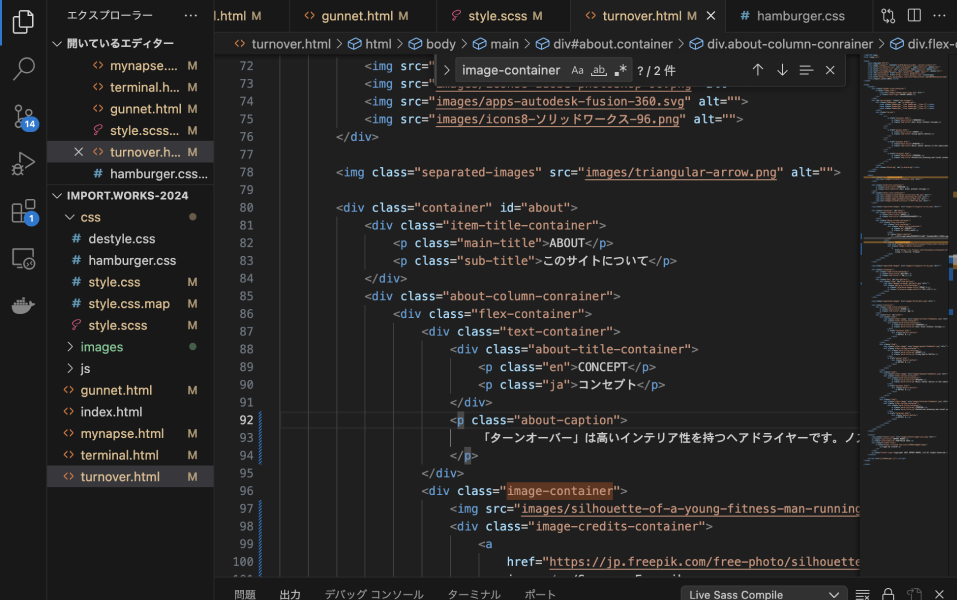 エクスプローラー ···
開いているエディター
mynapse.... M
terminal.h... M
gunnet.html M
style.scss... M
turnover.h... M
hamburger.css...
IMPORT.WORKS-2024
css
destyle.css
hamburger.css
style.css M
style.css.map M
style.scss M
images
js
gunnet.html M
index.html
mynapse.html M
terminal.html M
turnover.html M
14
1
l.html M gunnet.html M style.scss M turnover.html M hamburger.css
turnover.html > html > body > main > div#about.container > div.about-column-conrainer > div.flex-
image-container Aa ab ? / 2 件
72 <img src="
73 <img src="
74 <img src="images/apps-autodesk-fusion-360.svg" alt="">
75 <img src="images/icons8-ソリッドワークス-96.png" alt="">
76 </div>
77
78 <img class="separated-images" src="images/triangular-arrow.png" alt="">
79
80 <div class="container" id="about">
81 <div class="item-title-container">
82 <p class="main-title">ABOUT</p>
83 <p class="sub-title">このサイトについて</p>
84 </div>
85 <div class="about-column-conrainer">
86 <div class="flex-container">
87 <div class="text-container">
88 <div class="about-title-container">
89 <p class="en">CONCEPT</p>
90 <p class="ja">コンセプト</p>
91 </div>
92 <p class="about-caption">
93 「ターンオーバー」は高いインテリア性を持つヘアドライヤーです。ノ
94 </p>
95 </div>
96 <div class="image-container">
97 <img src="images/silhouette-of-a-young-fitness-man-running
98 <div class="image-credits-container">
99 <a
100 href="https://jp.freepik.com/free-photo/silhouette
問題 出力 デバッグ コンソール ターミナル ポート Live Sass Compile